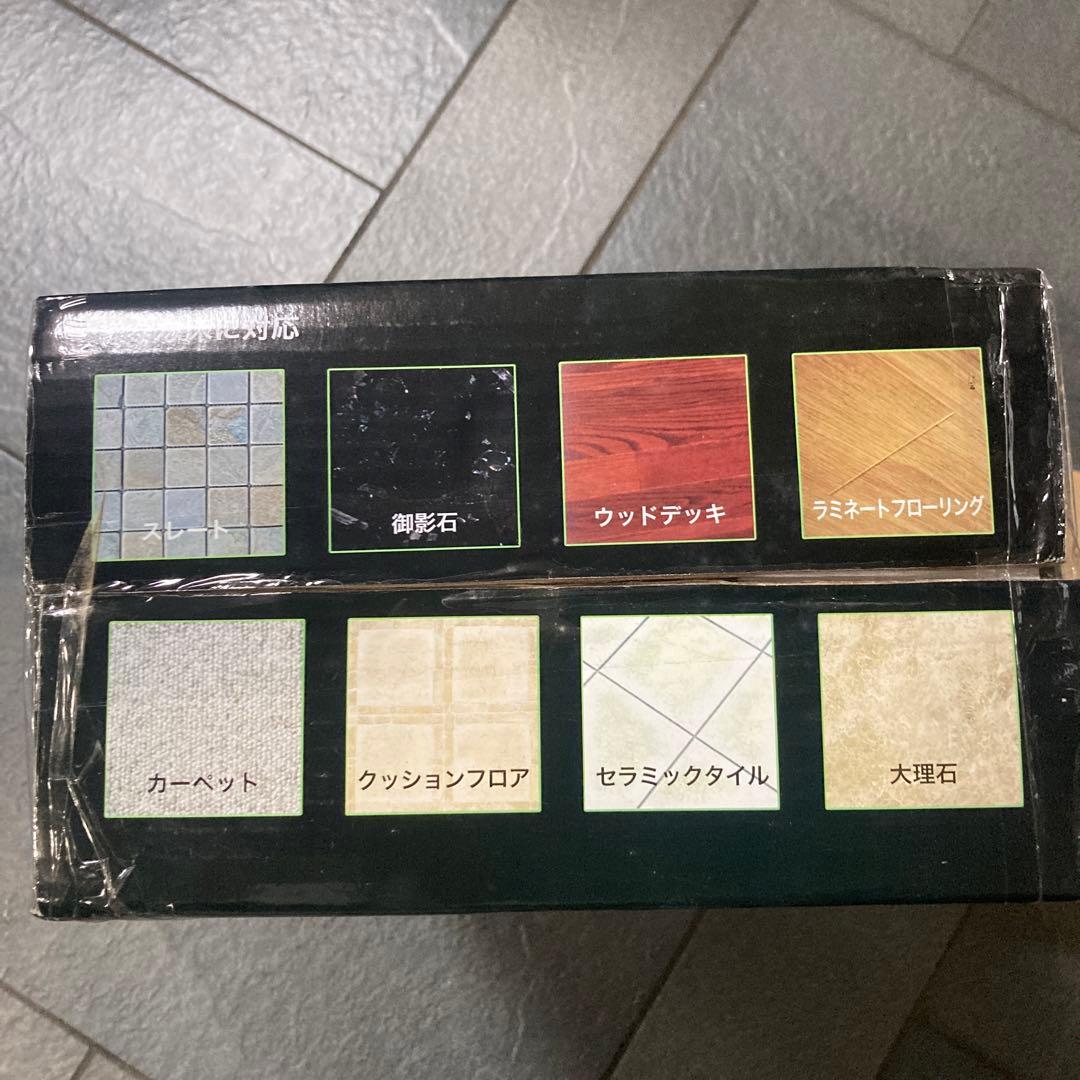 に対応
スレート
御影石
ウッドデッキ
ラミネートフローリング
カーペット
クッションフロア
セラミックタイル
大理石